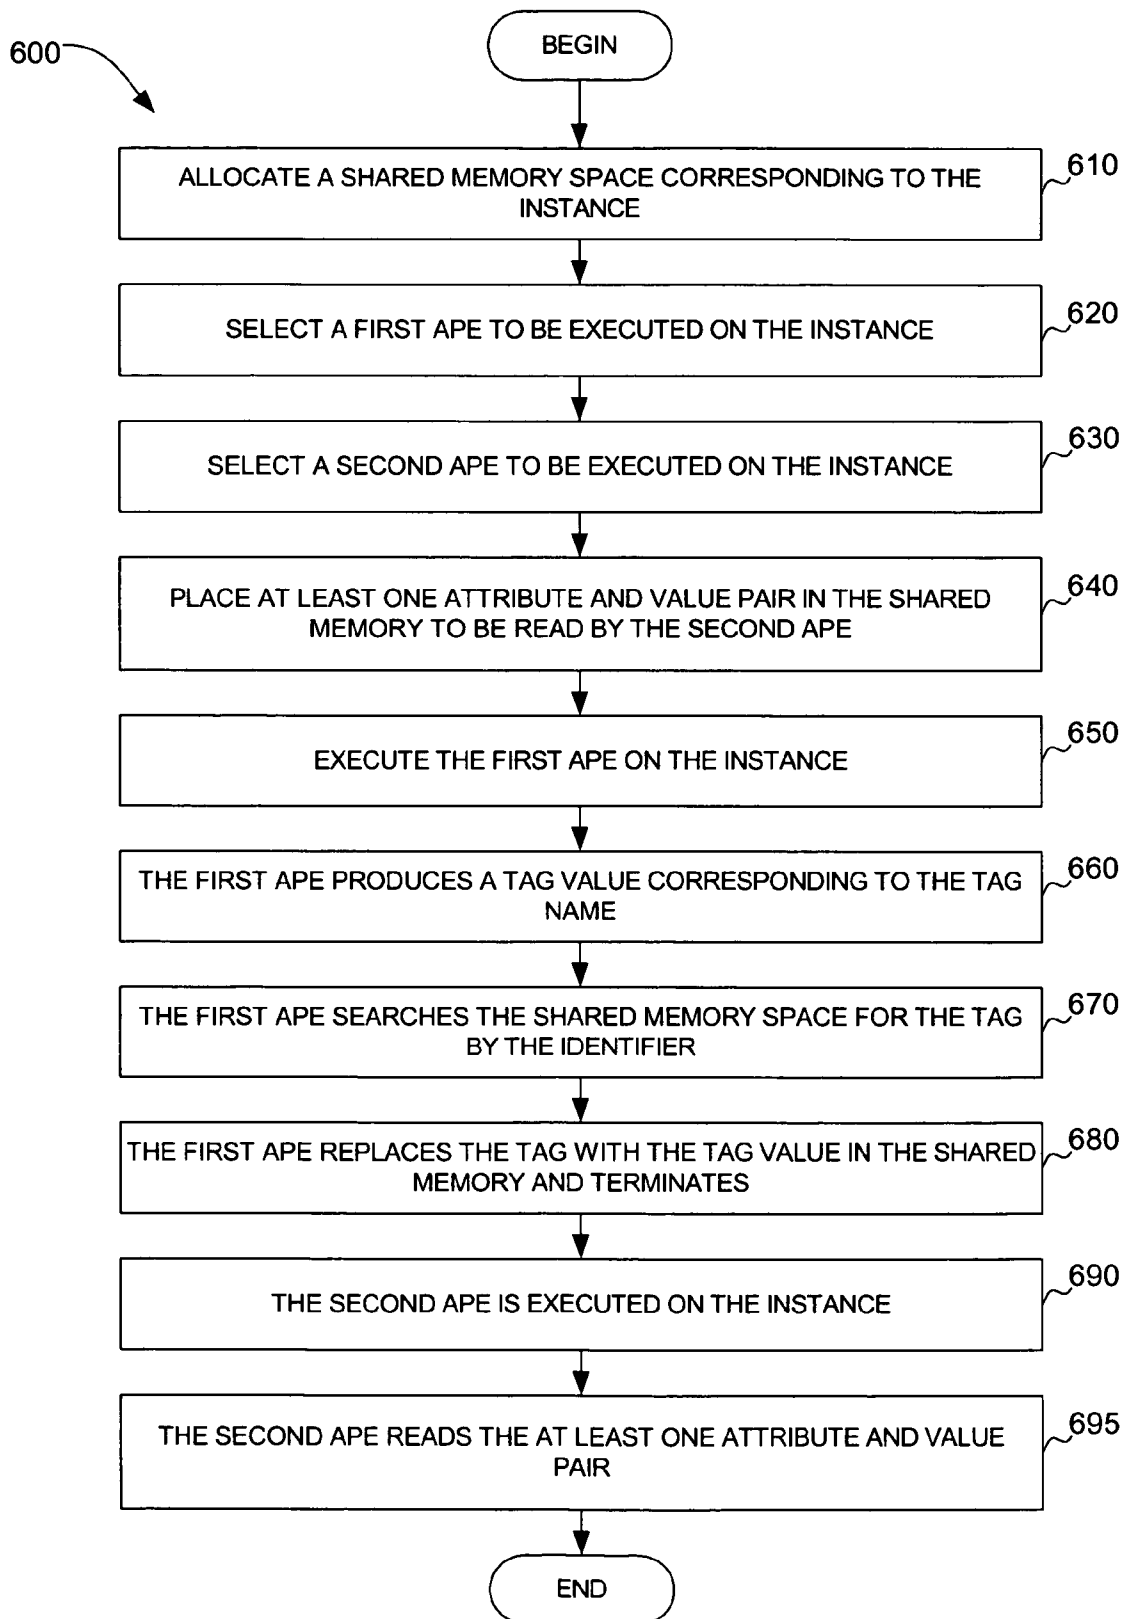 600
BEGIN
ALLOCATE A SHARED MEMORY SPACE CORRESPONDING TO THE
INSTANCE
610
SELECT A FIRST APE TO BE EXECUTED ON THE INSTANCE
620
SELECT A SECOND APE TO BE EXECUTED ON THE INSTANCE
630
PLACE AT LEAST ONE ATTRIBUTE AND VALUE PAIR IN THE SHARED
MEMORY TO BE READ BY THE SECOND APE
640
EXECUTE THE FIRST APE ON THE INSTANCE
650
THE FIRST APE PRODUCES A TAG VALUE CORRESPONDING TO THE TAG
NAME
660
THE FIRST APE SEARCHES THE SHARED MEMORY SPACE FOR THE TAG
BY THE IDENTIFIER
670
THE FIRST APE REPLACES THE TAG WITH THE TAG VALUE IN THE SHARED
MEMORY AND TERMINATES
680
THE SECOND APE IS EXECUTED ON THE INSTANCE
690
THE SECOND APE READS THE AT LEAST ONE ATTRIBUTE AND VALUE
PAIR
695
END